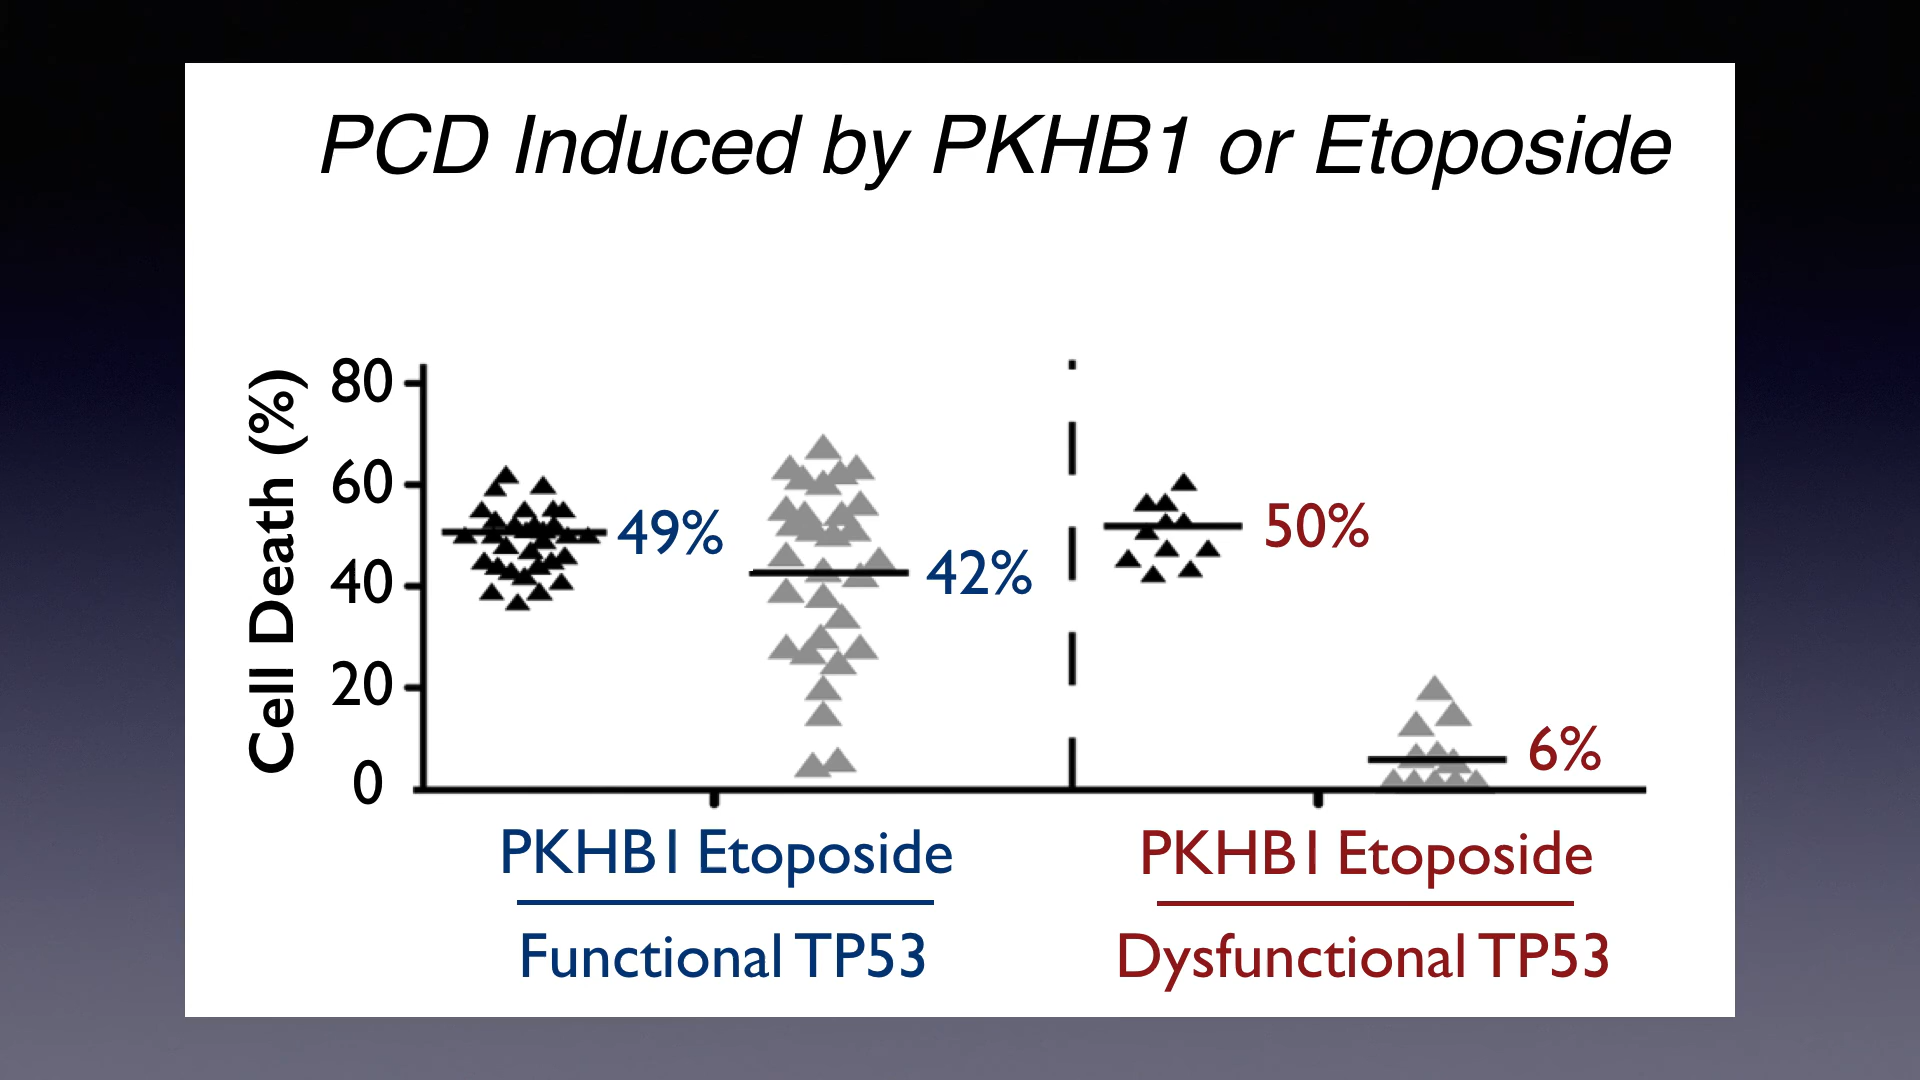 PCD Induced by PKHB1 or Etoposide
Cell Death (%)
80
60
40
20
0
49%
42%
50%
6%
PKHB1 Etoposide
Functional TP53
PKHB1 Etoposide
Dysfunctional TP53